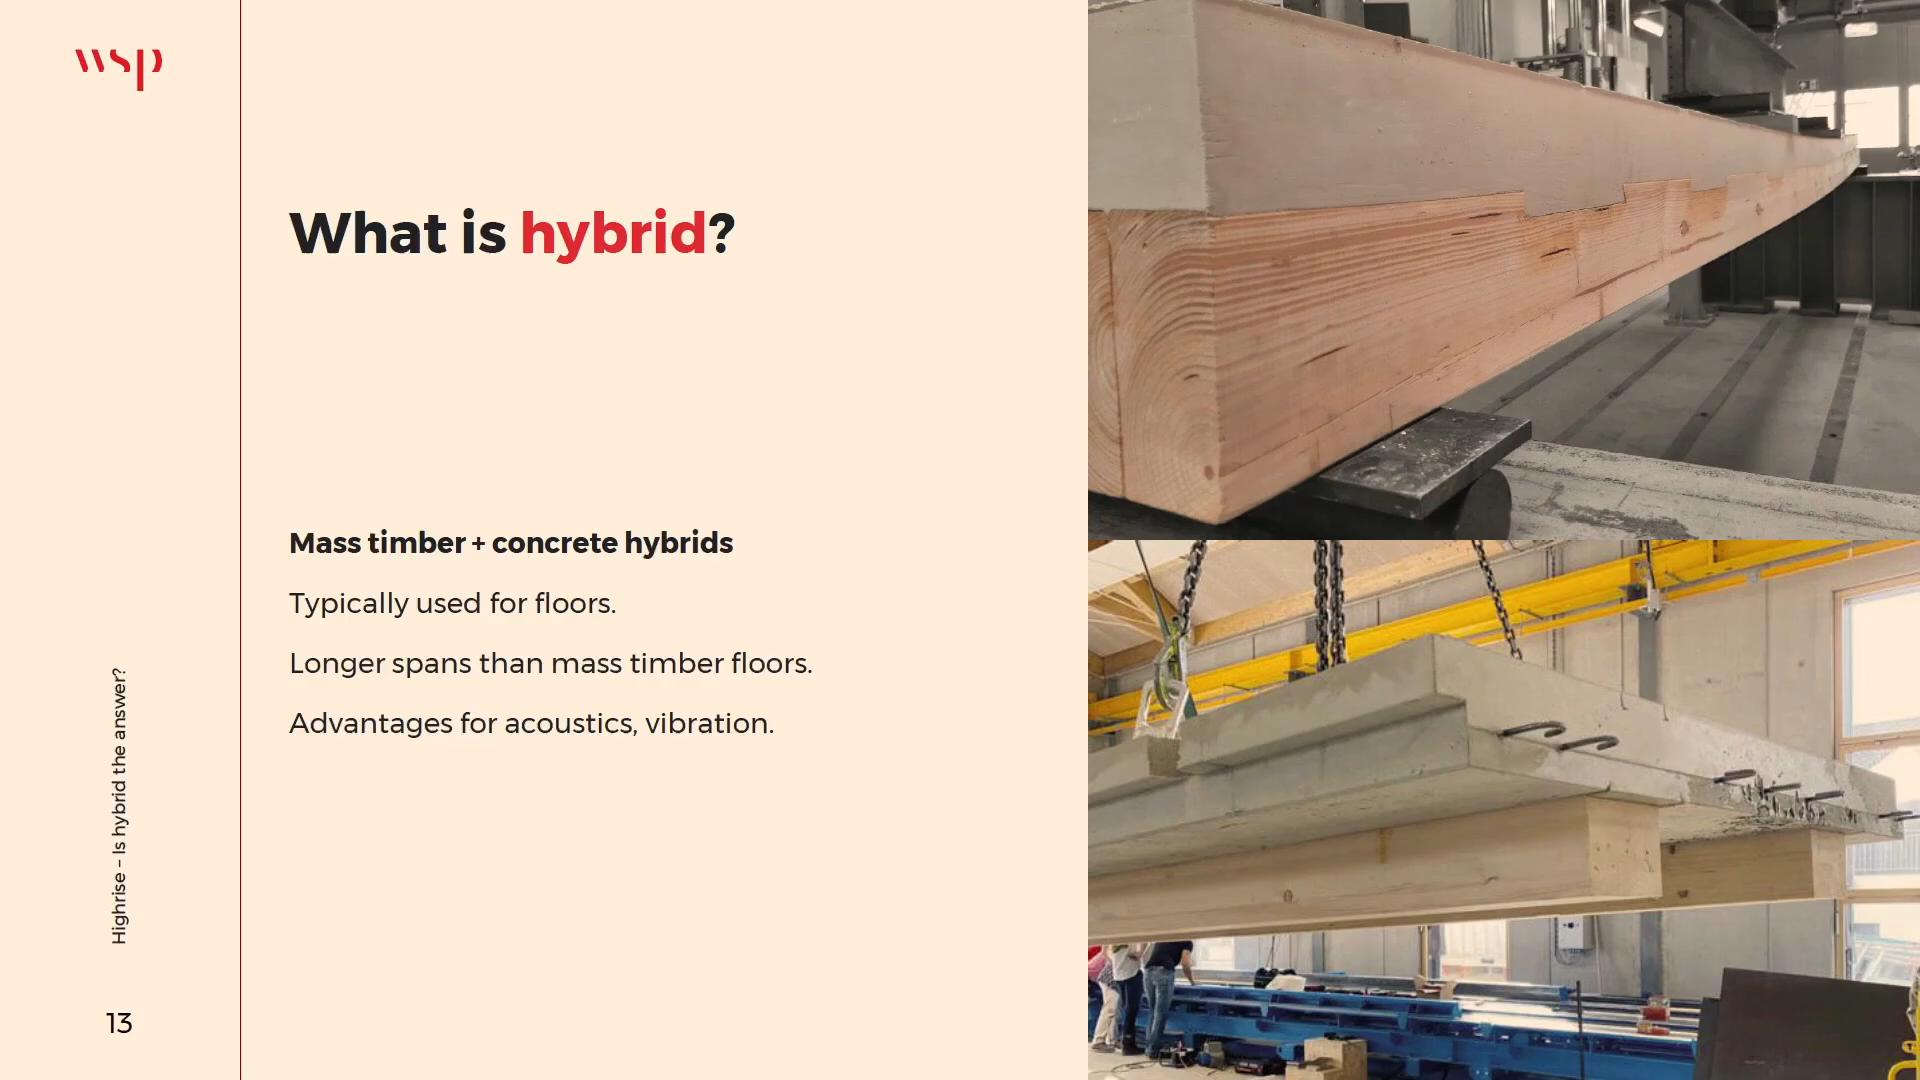 wsp
What is hybrid?
Mass timber + concrete hybrids
Typically used for floors.
Longer spans than mass timber floors.
Advantages for acoustics, vibration.
Highrise – Is hybrid the answer?
13